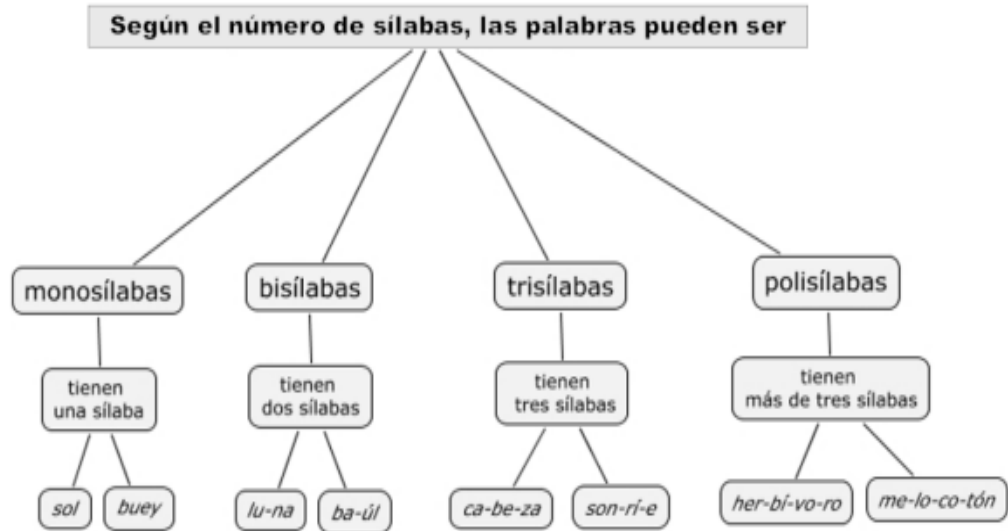 Según el número de sílabas, las palabras pueden ser
monosílabas
bisílabas
trisílabas
polisílabas
tienen
una sílaba
tienen
dos sílabas
tienen
tres sílabas
tienen
más de tres sílabas
sol
buey
lu-na
ba-úl
ca-be-za
son-rí-e
her-bí-vo-ro
me-lo-co-tón